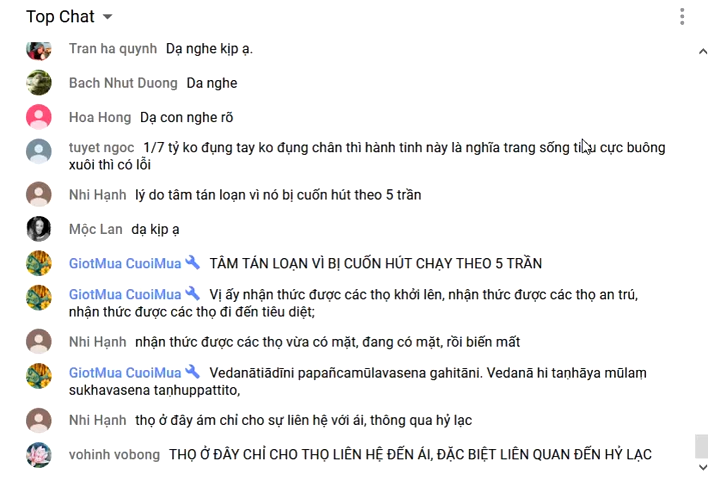 Top Chat
Tran ha quynh Dạ nghe kịp ạ.
Bach Nhut Duong Da nghe
Hoa Hong Dạ con nghe rõ
tuyet ngoc 1/7 tỷ ko đụng tay ko đụng chân thì hành tinh này là nghĩa trang sống tiêu cực buông
xuôi thì có lỗi
Nhi Hạnh lý do tâm tán loạn vì nó bị cuốn hút theo 5 trần
Mộc Lan dạ kịp ạ
GiotMua CuoiMua TÂM TÁN LOẠN VÌ BỊ CUỐN HÚT CHẠY THEO 5 TRẦN
GiotMua CuoiMua Vị ấy nhận thức được các thọ khởi lên, nhận thức được các thọ an trú,
nhận thức được các thọ đi đến tiêu diệt;
Nhi Hạnh nhận thức được các thọ vừa có mặt, đang có mặt, rồi biến mất
GiotMua CuoiMua Vedanātiādīni papañcamūlavasena gahitāni. Vedanā hi taṇhāya mūlaṃ
sukhavasena taṇhuppattito,
Nhi Hạnh thọ ở đây ám chỉ cho sự liên hệ với ái, thông qua hỷ lạc
vohinh vobong THỌ Ở ĐÂY CHỈ CHO THỌ LIÊN HỆ ĐẾN ÁI, ĐẶC BIỆT LIÊN QUAN ĐẾN HỶ LẠC